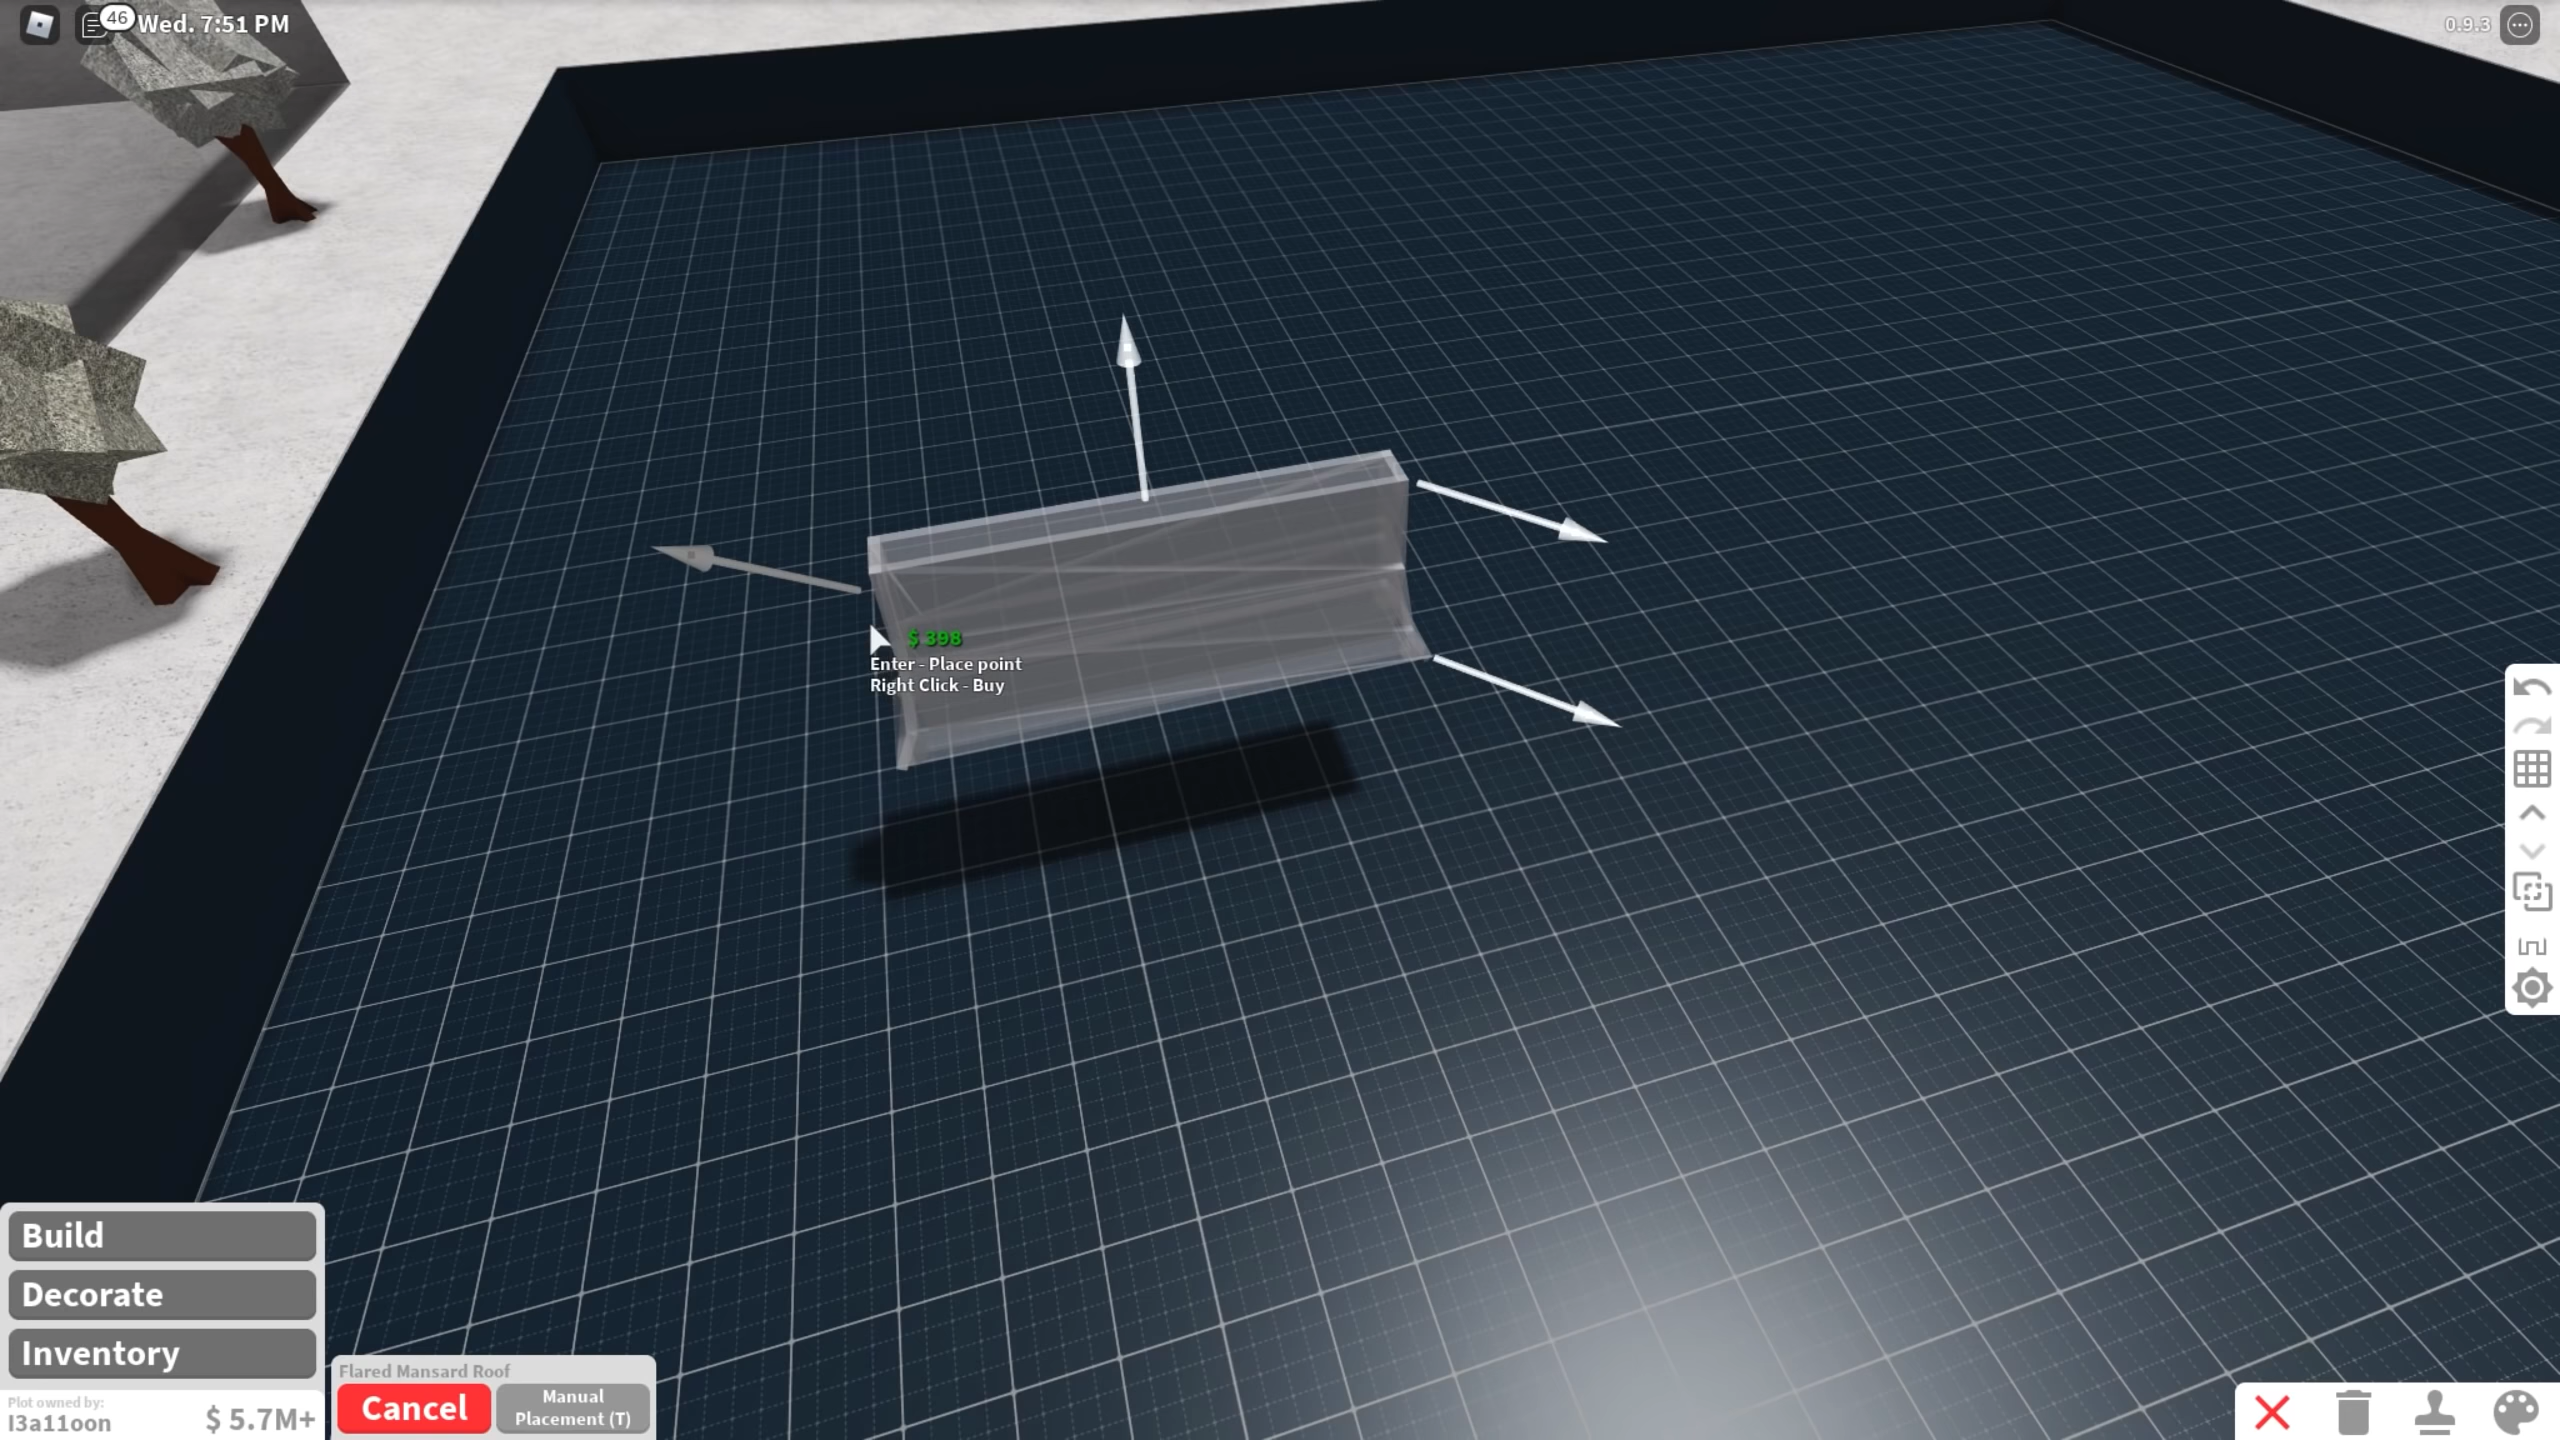 46
Wed. 7:51 PM
0.9.3
$ 398
Enter - Place point
Right Click - Buy
Build
Decorate
Inventory
Plot owned by:
l3a11oon
$ 5.7M+
Flared Mansard Roof
Cancel
Manual
Placement (T)